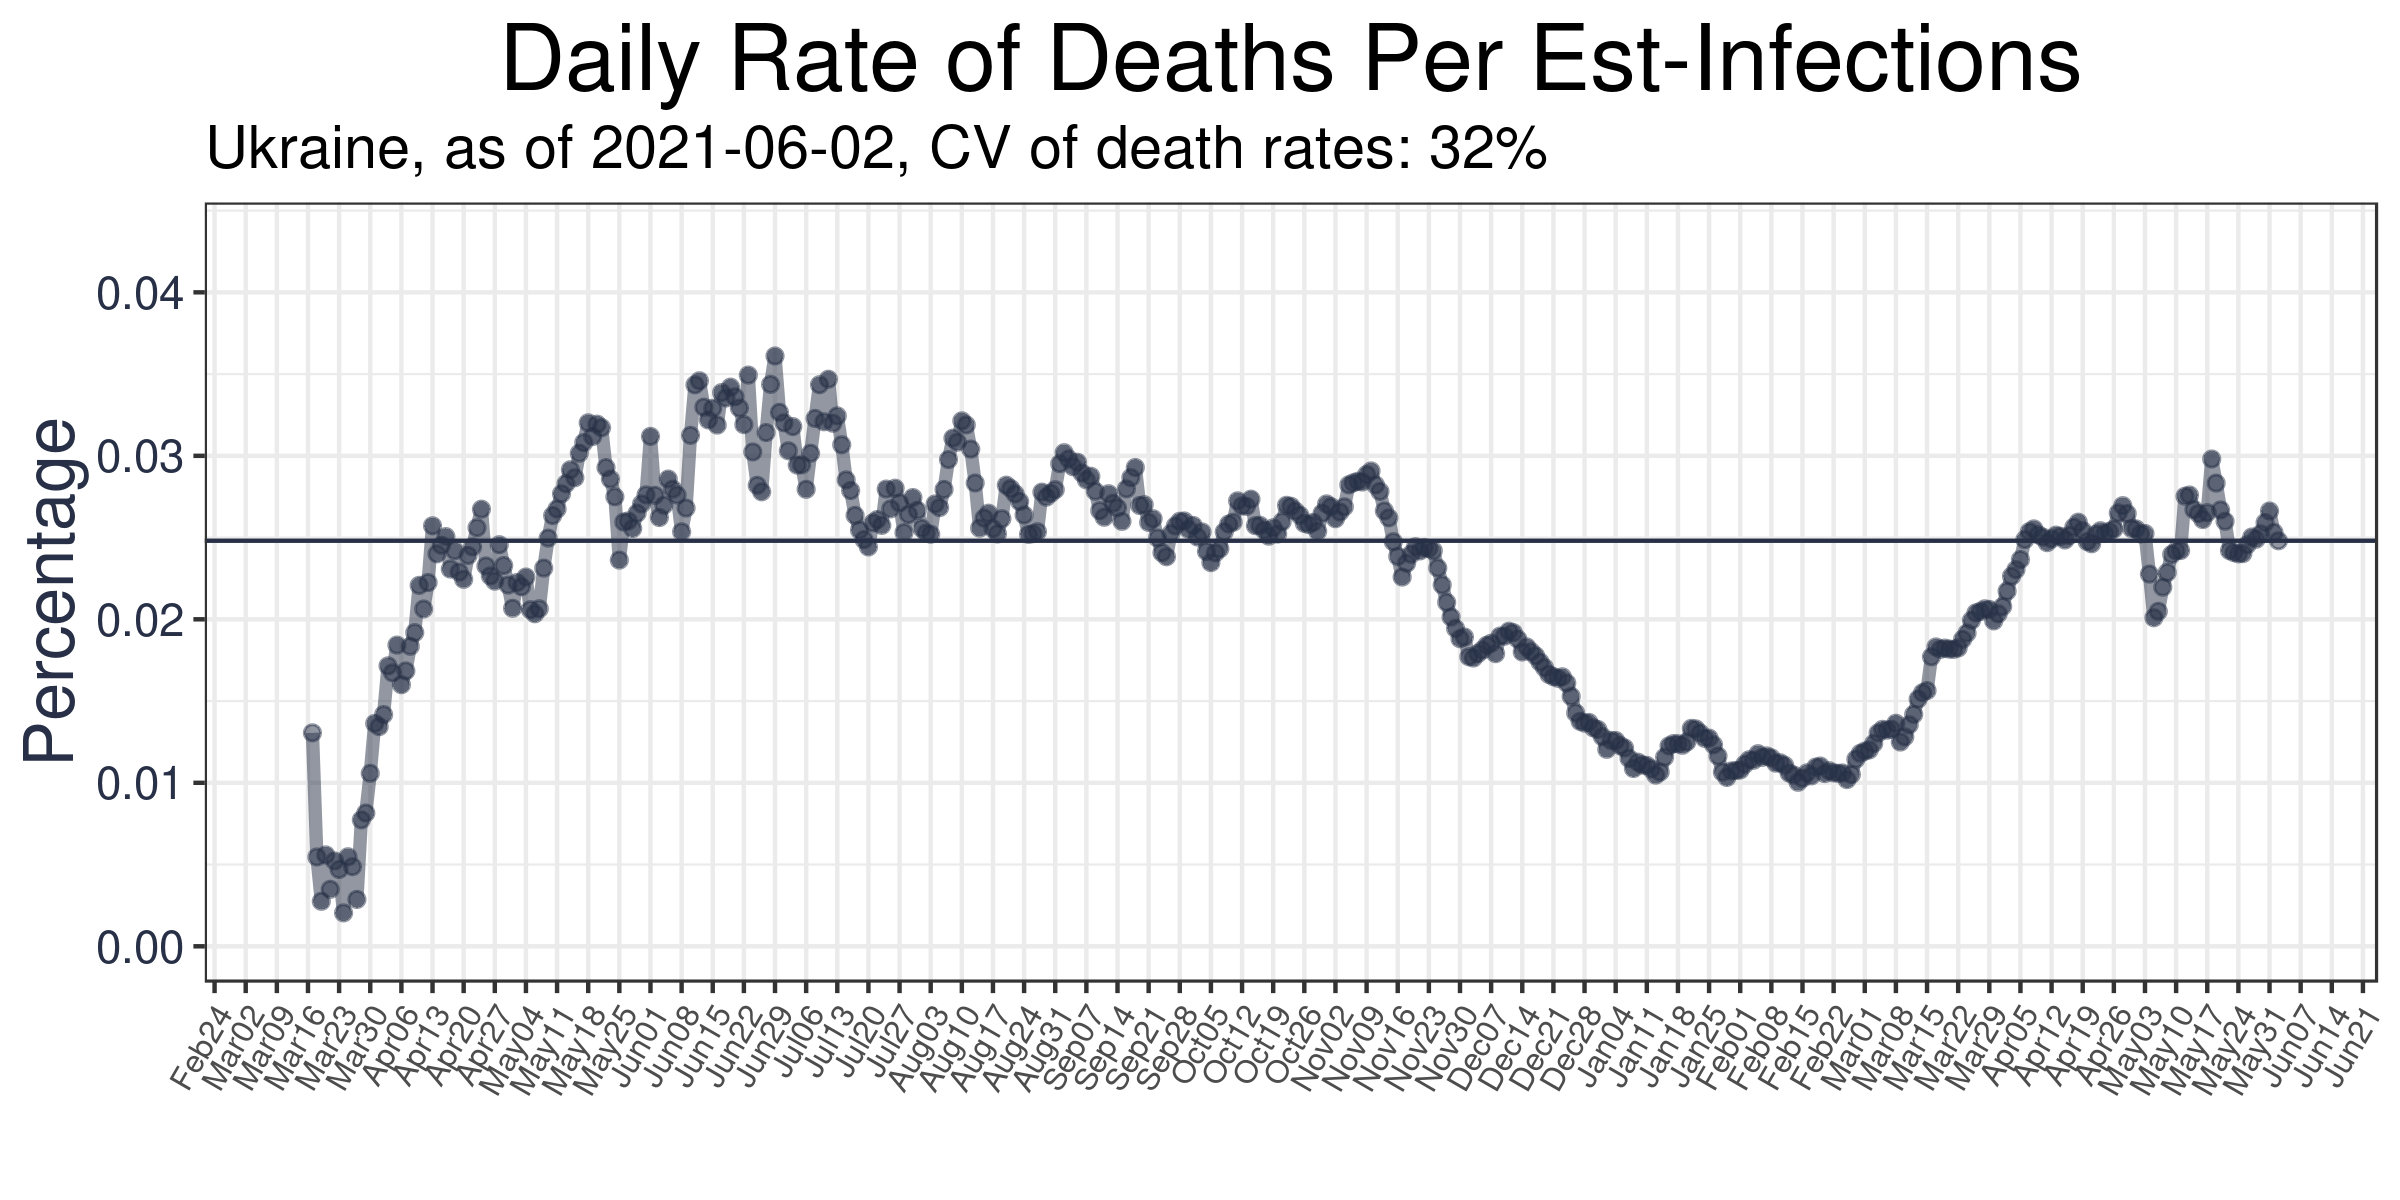 Daily Rate of Deaths Per Est-Infections
Ukraine, as of 2021-06-02, CV of death rates: 32%
Percentage
0.04
0.03
0.02
0.01
0.00
Feb24
Mar02
Mar09
Mar16
Mar23
Mar30
Apr06
Apr13
Apr20
Apr27
May04
May11
May18
May25
Jun01
Jun08
Jun15
Jun22
Jun29
Jul06
Jul13
Jul20
Jul27
Aug03
Aug10
Aug17
Aug24
Aug31
Sep07
Sep14
Sep21
Sep28
Oct05
Oct12
Oct19
Oct26
Nov02
Nov09
Nov16
Nov23
Nov30
Dec07
Dec14
Dec21
Dec28
Jan04
Jan11
Jan18
Jan25
Feb01
Feb08
Feb15
Feb22
Mar01
Mar08
Mar15
Mar22
Mar29
Apr05
Apr12
Apr19
Apr26
May03
May10
May17
May24
May31
Jun07
Jun14
Jun21